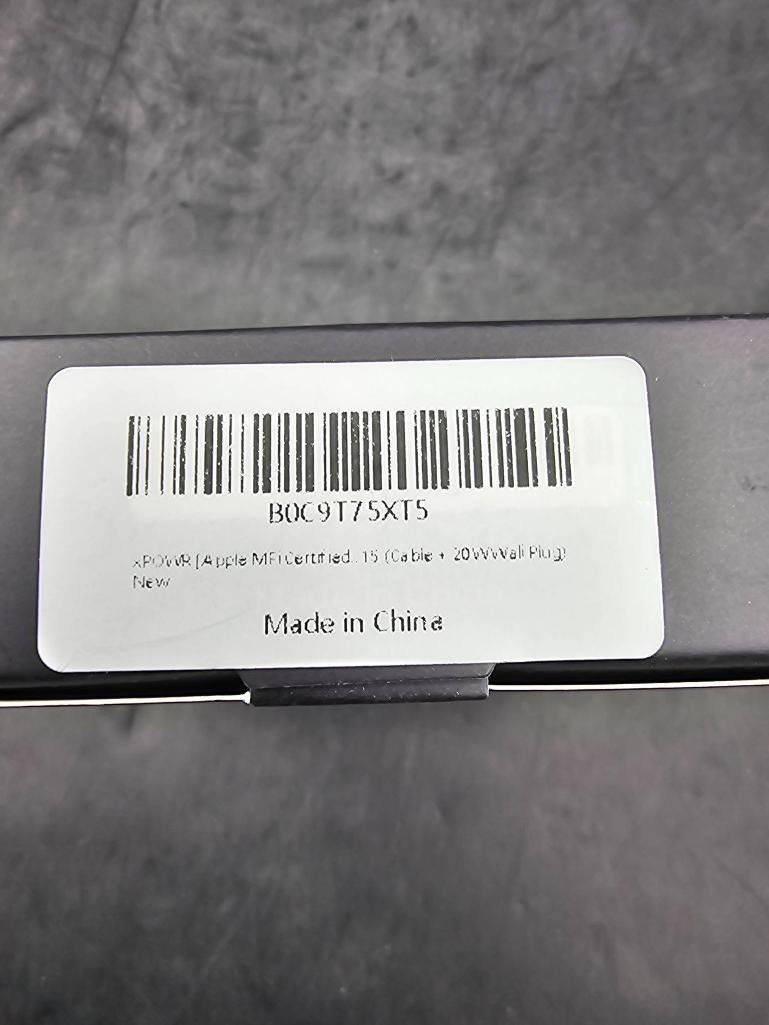 B0C9T75XT5
xPOWR [Apple MFi Certified..15 (Cable + 20W Wall Plug)
New
Made in China